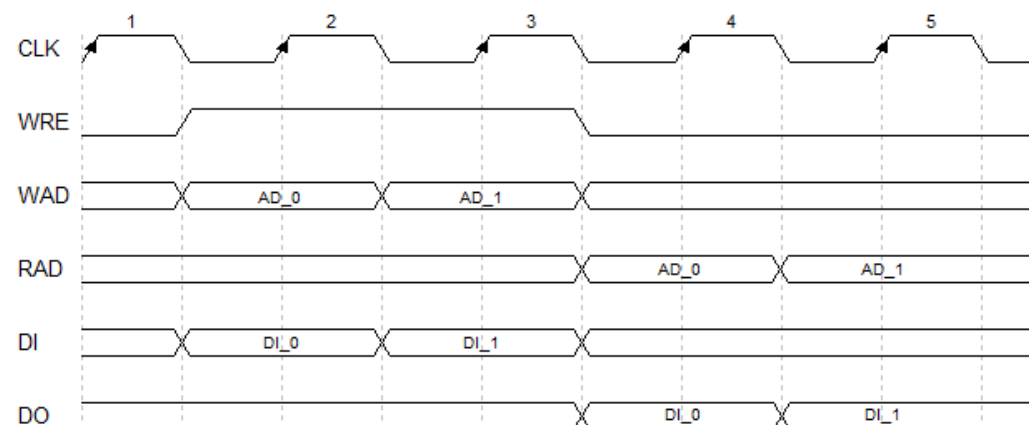 1 2 3 4 5
CLK
WRE
WAD AD_0 AD_1
RAD AD_0 AD_1
DI DI_0 DI_1
DO DI_0 DI_1